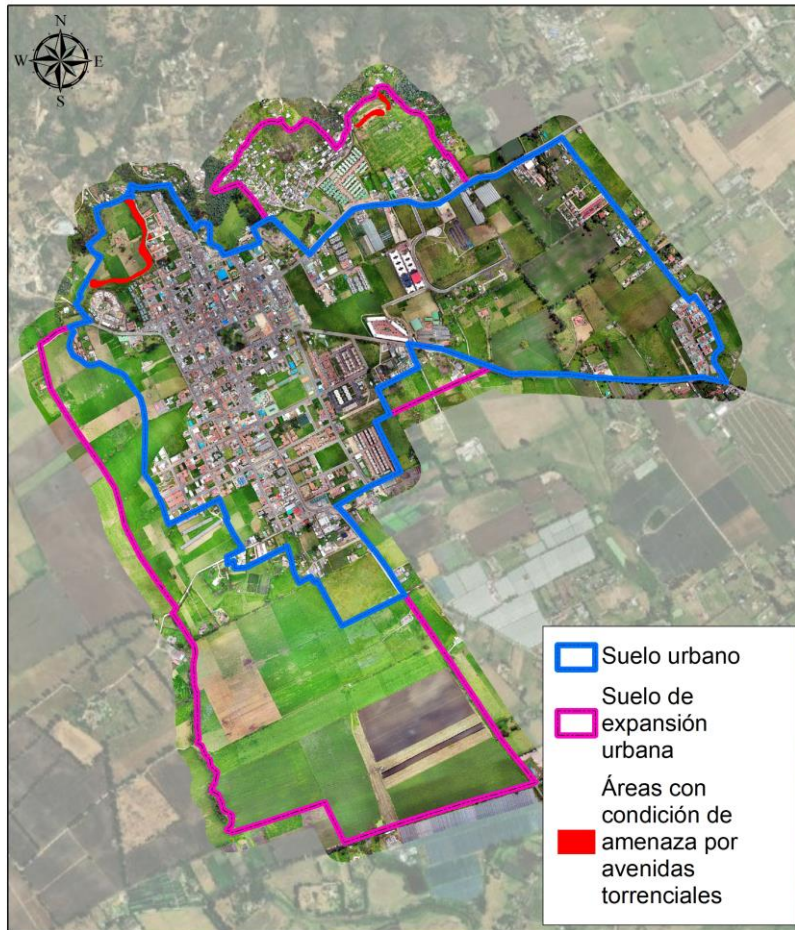 N
W E
S
Suelo urbano
Suelo de
expansión
urbana
Áreas con
condición de
amenaza por
avenidas
torrenciales